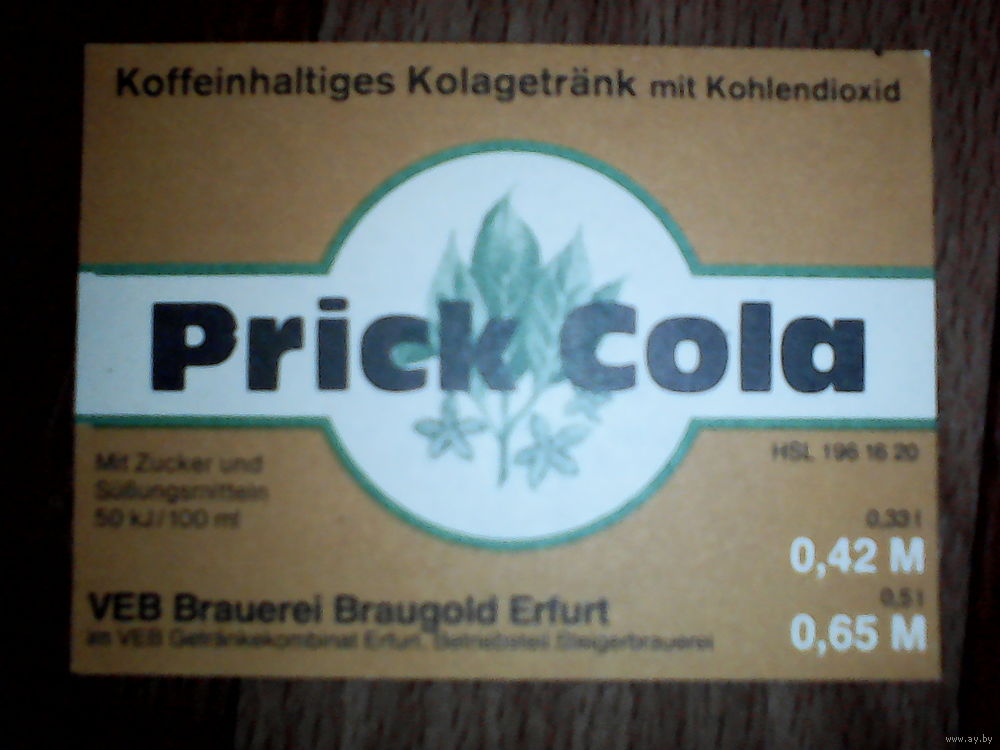 Koffeinhaltiges Kolagetränk mit Kohlendioxid
Prick Cola
Mit Zucker und
Süßungsmitteln
50 kJ/100 ml
HSL 196 16 20
0,33 l
0,42 M
0,5 l
0,65 M
VEB Brauerei Braugold Erfurt
im VEB Getränkekombinat Erfurt, Betriebsteil Steigerbrauerei
www.ay.by